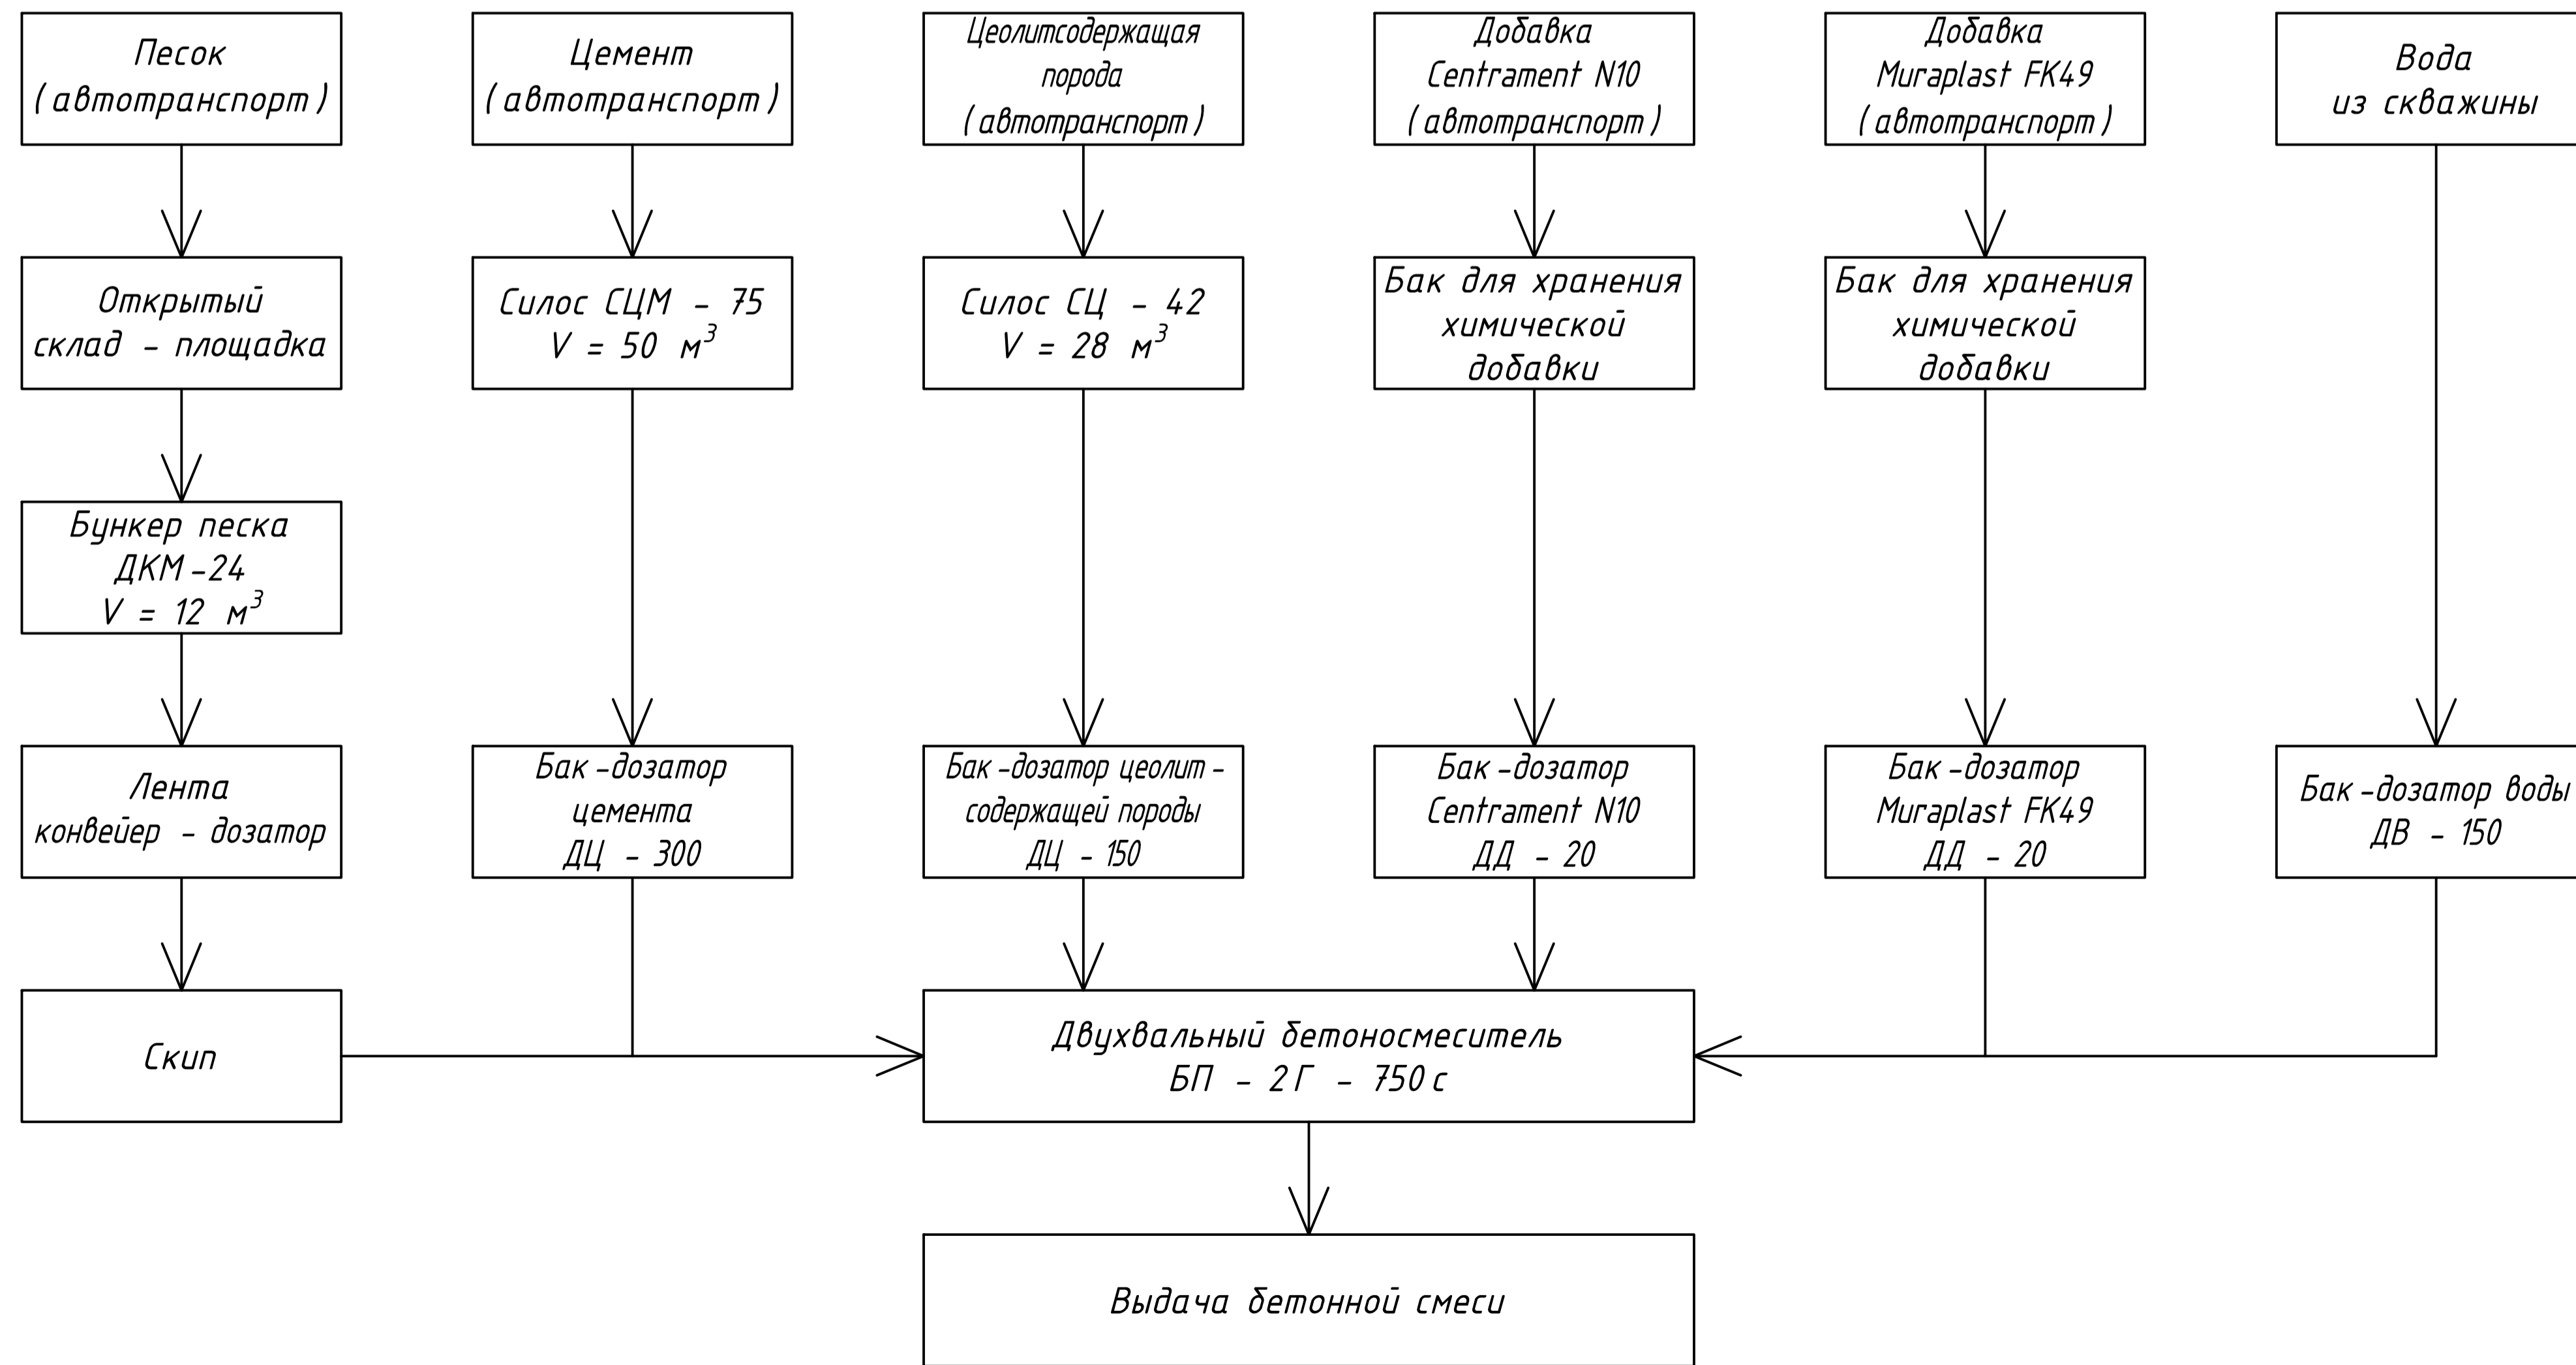 Песок
(автотранспорт)
Цемент
(автотранспорт)
Цеолитсодержащая
порода
(автотранспорт)
Добавка
Centrament N10
(автотранспорт)
Добавка
Muraplast FK49
(автотранспорт)
Вода
из скважины
Открытый
склад - площадка
Силос СЦМ - 75
V = 50 м³
Силос СЦ - 42
V = 28 м³
Бак для хранения
химической
добавки
Бак для хранения
химической
добавки
Бункер песка
ДКМ-24
V = 12 м³
Лента
конвейер - дозатор
Бак-дозатор
цемента
ДЦ - 300
Бак-дозатор цеолит-
содержащей породы
ДЦ - 150
Бак-дозатор
Centrament N10
ДД - 20
Бак-дозатор
Muraplast FK49
ДД - 20
Бак-дозатор воды
ДВ - 150
Скип
Двухвальный бетоносмеситель
БП - 2Г - 750с
Выдача бетонной смеси